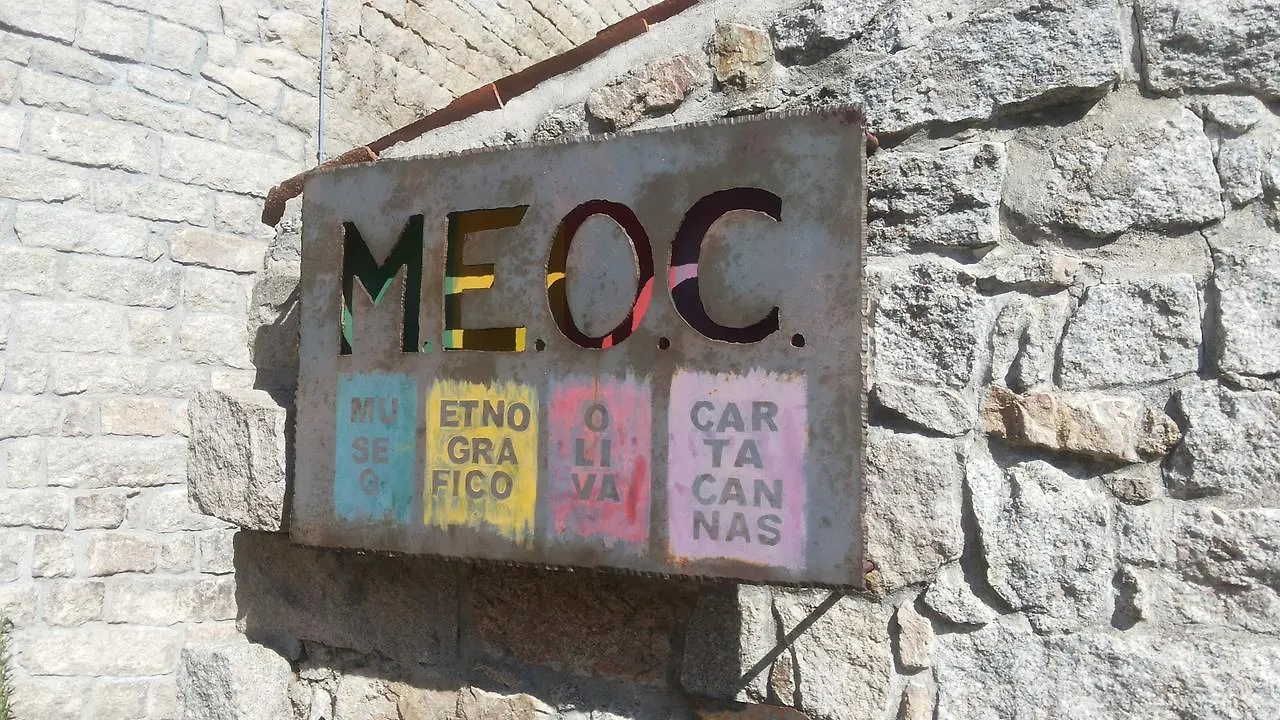 M.E.O.C.
MU
SE
O
ETNO
GRA
FICO
O
LI
VA
CAR
TA
CAN
NAS